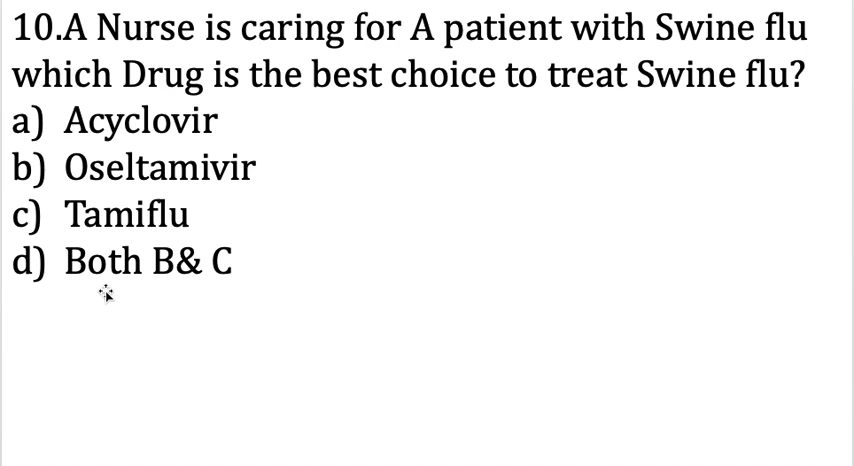 10.A Nurse is caring for A patient with Swine flu
which Drug is the best choice to treat Swine flu?
a) Acyclovir
b) Oseltamivir
c) Tamiflu
d) Both B& C